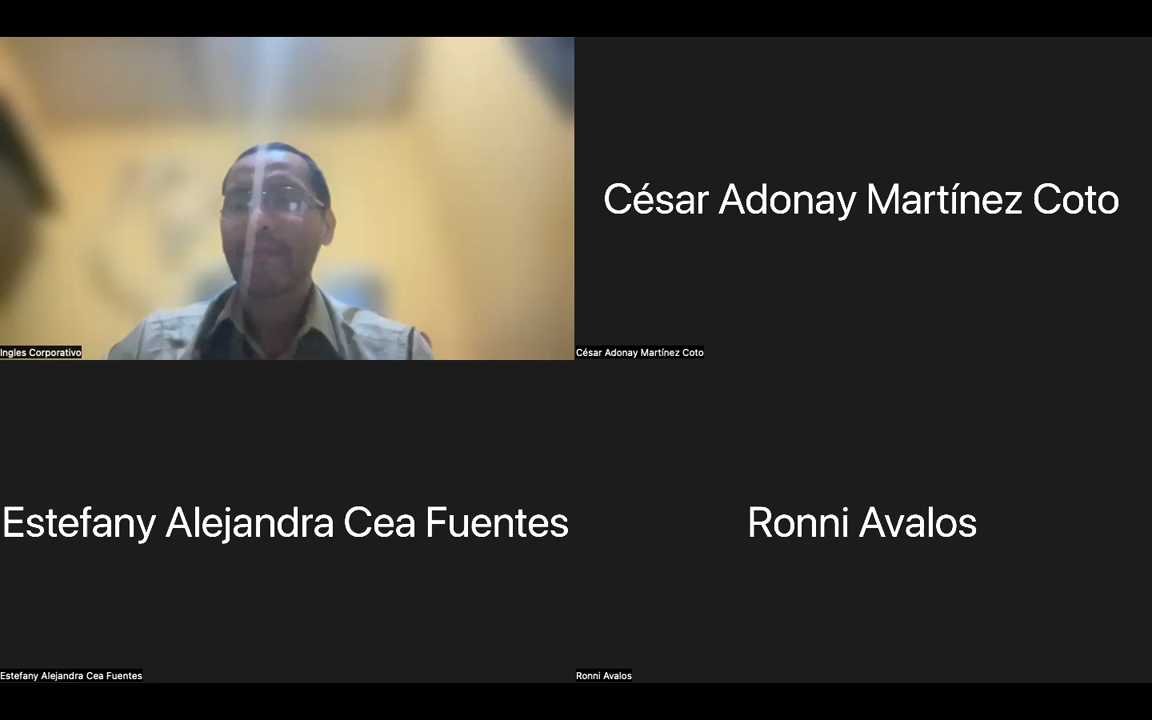 César Adonay Martínez Coto
Ingles Corporativo
César Adonay Martínez Coto
Estefany Alejandra Cea Fuentes
Ronni Avalos
Estefany Alejandra Cea Fuentes
Ronni Avalos